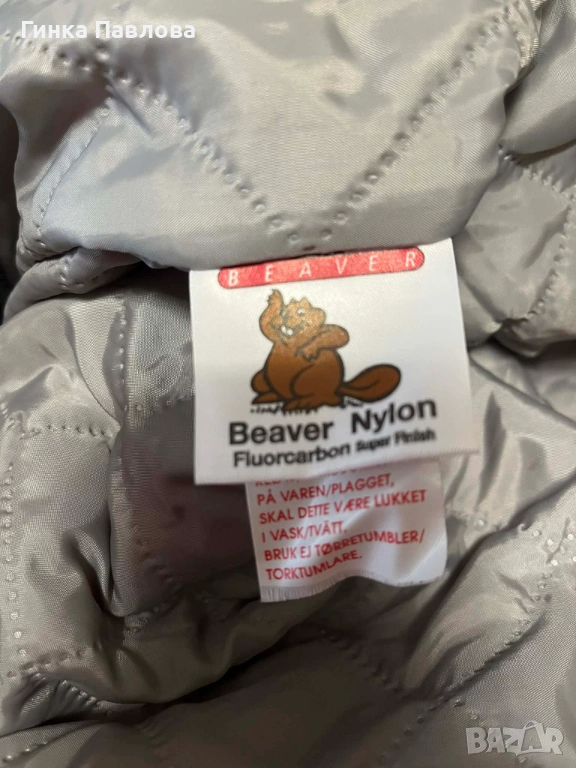 Гинка Павлова
BEAVER
Beaver Nylon
Fluorcarbon Super Finish
PÅ VAREN/PLAGGET,
SKAL DETTE VÆRE LUKKET
I VASK/TVÄTT.
BRUK EJ TØRRETUMBLER/
TORKTUMLARE.
BAZAR